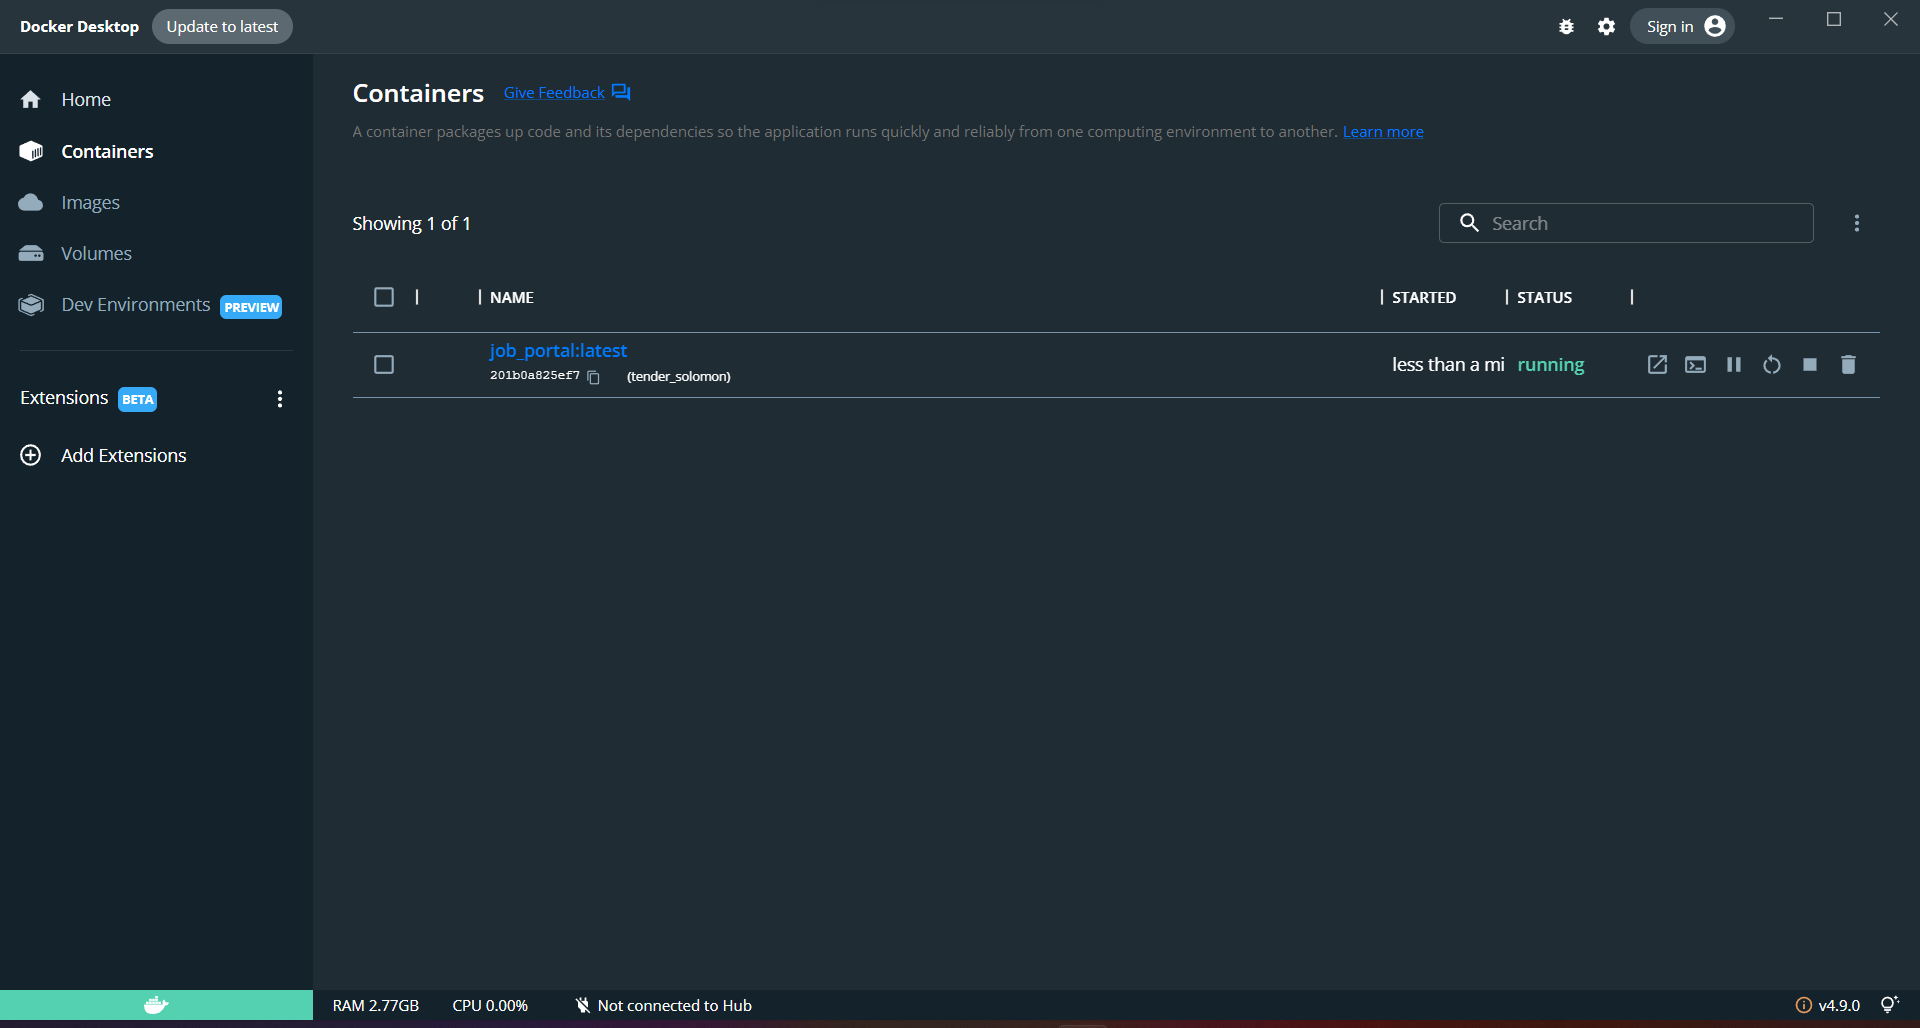 Docker Desktop Update to latest Sign in
Home
Containers
Images
Volumes
Dev Environments PREVIEW
Extensions BETA
Add Extensions
Containers Give Feedback
A container packages up code and its dependencies so the application runs quickly and reliably from one computing environment to another. Learn more
Showing 1 of 1 Search
NAME STARTED STATUS
job_portal:latest
201b0a825ef7 (tender_solomon)
less than a mi running
RAM 2.77GB CPU 0.00% Not connected to Hub v4.9.0